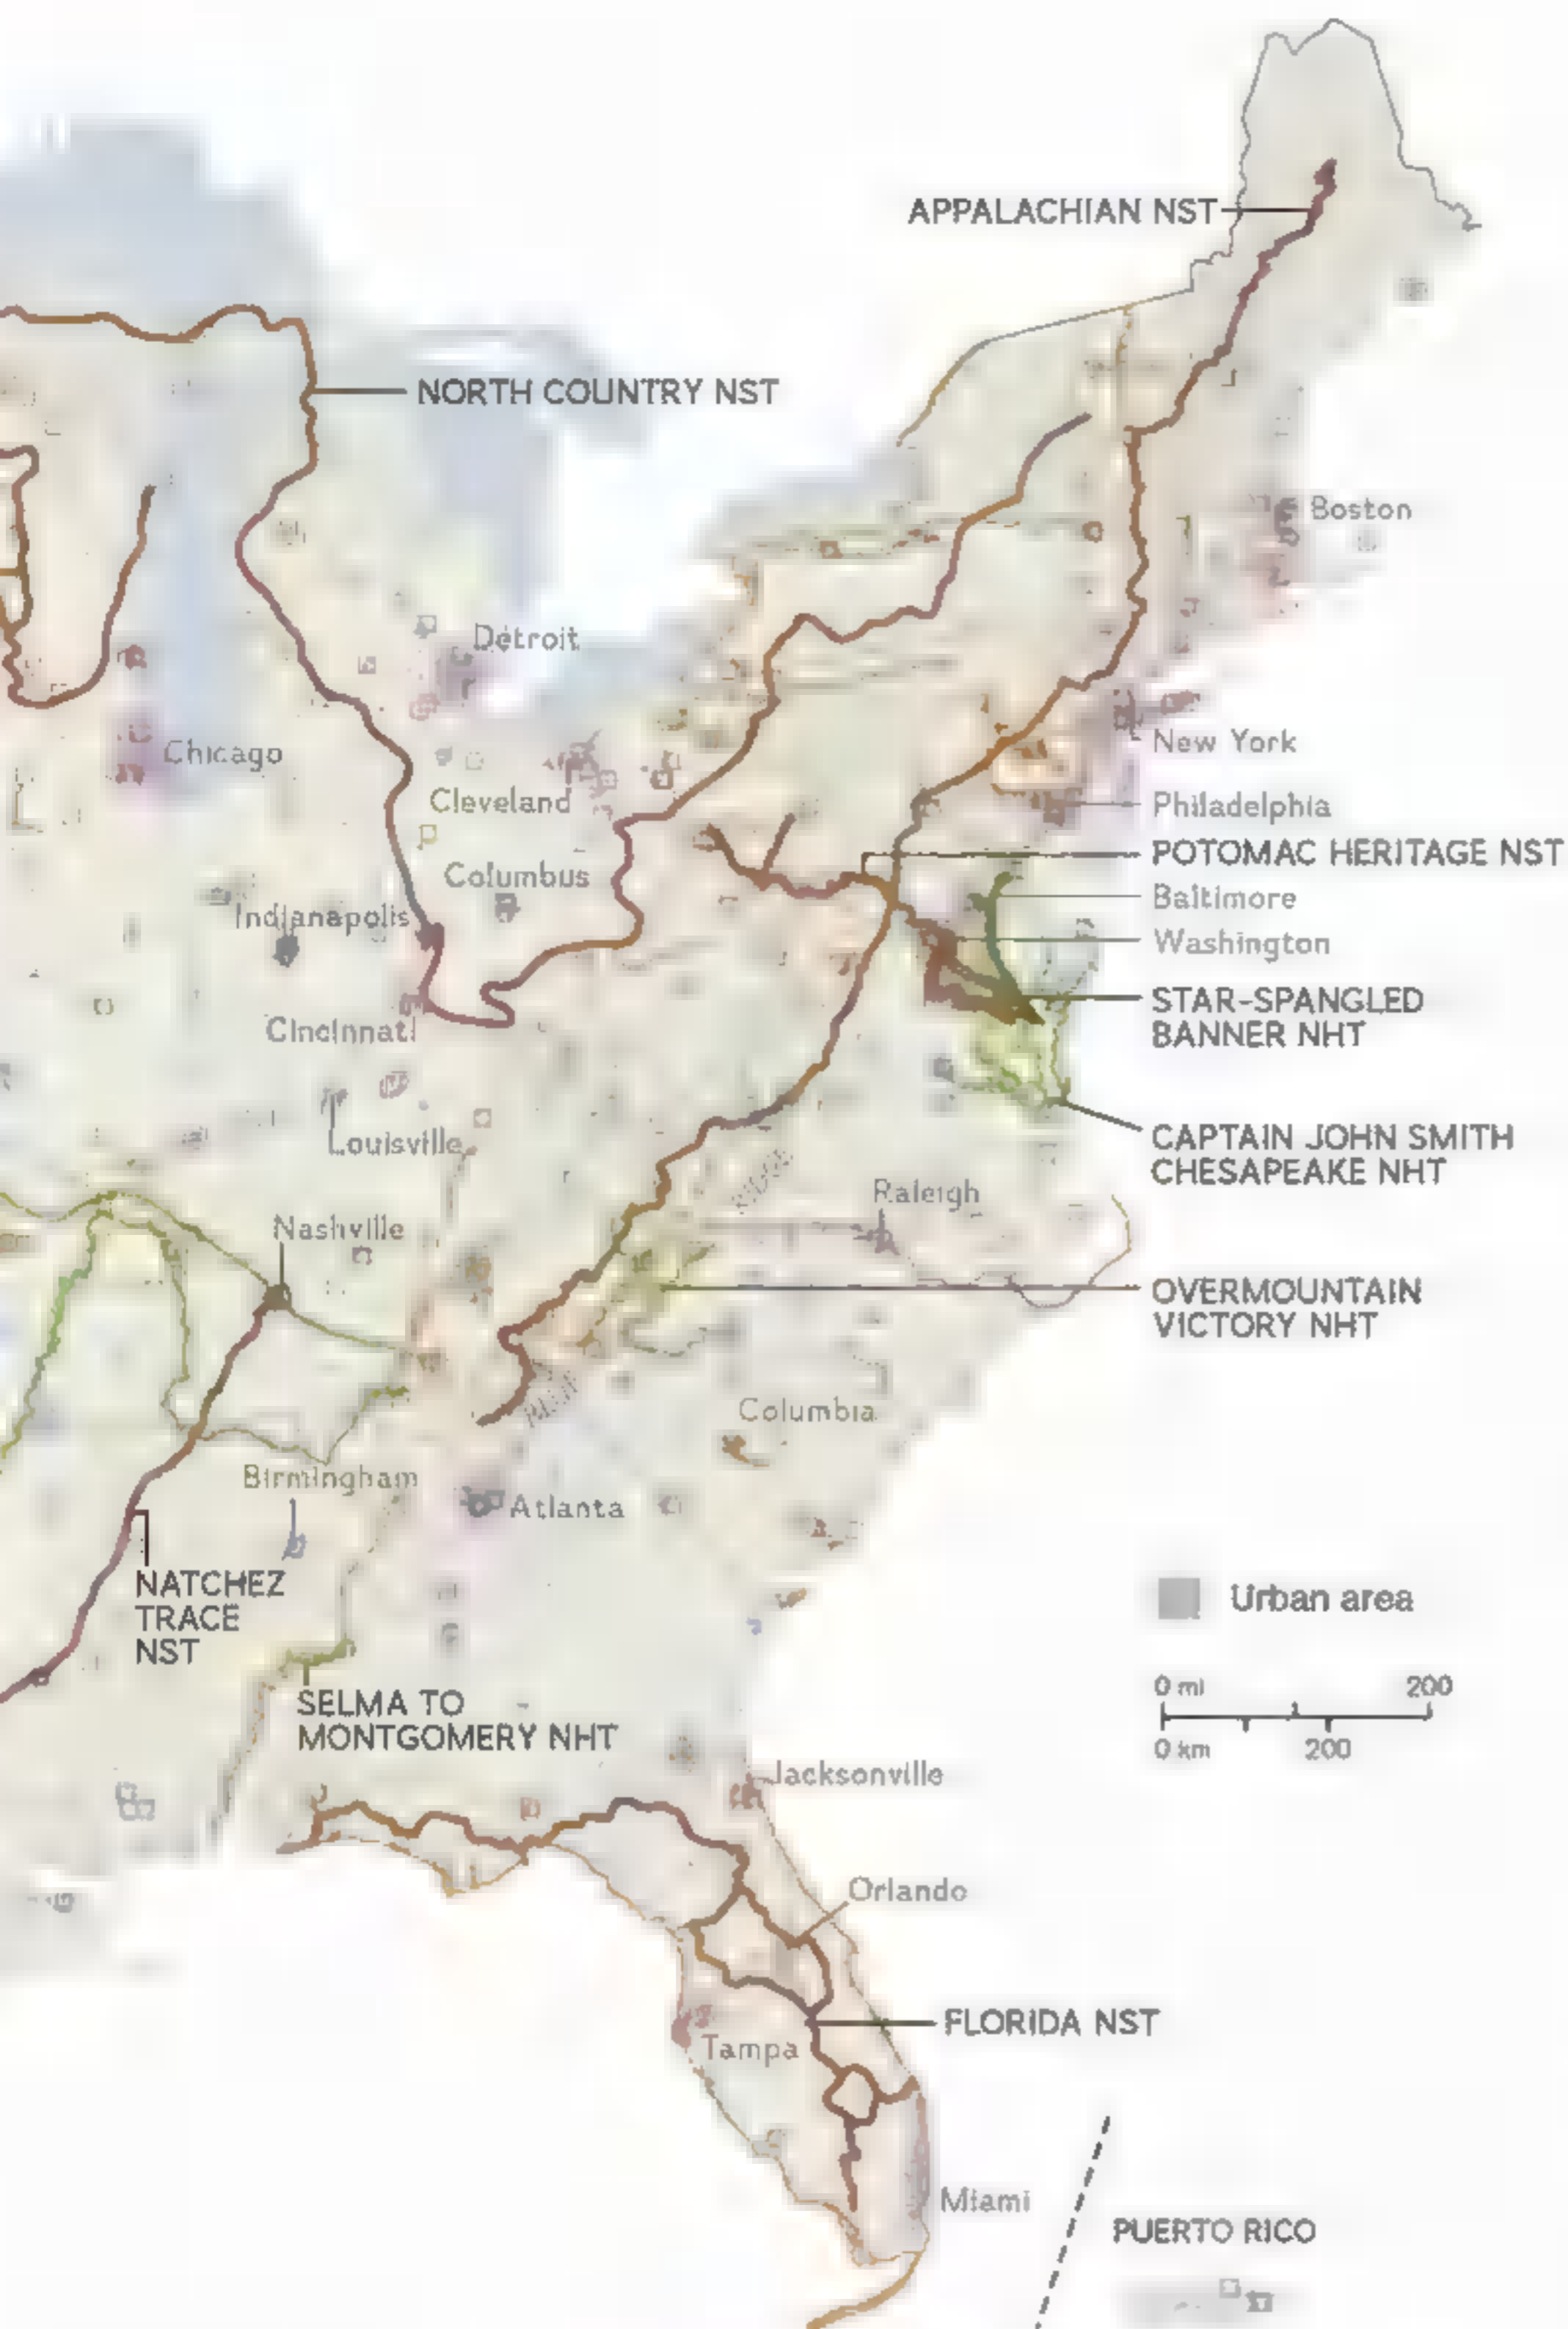 APPALACHIAN NST
NORTH COUNTRY NST
Boston
Detroit
New York
Chicago
Cleveland
Philadelphia
POTOMAC HERITAGE NST
Columbus
Baltimore
Indianapolis
Washington
STAR-SPANGLED
BANNER NHT
Cincinnati
CAPTAIN JOHN SMITH
CHESAPEAKE NHT
Louisville
Raleigh
Nashville
OVERMOUNTAIN
VICTORY NHT
Columbia
Birmingham
Atlanta
NATCHEZ
TRACE
NST
Urban area
0 mi 200
0 km 200
SELMA TO
MONTGOMERY NHT
Jacksonville
Orlando
FLORIDA NST
Tampa
Miami
PUERTO RICO